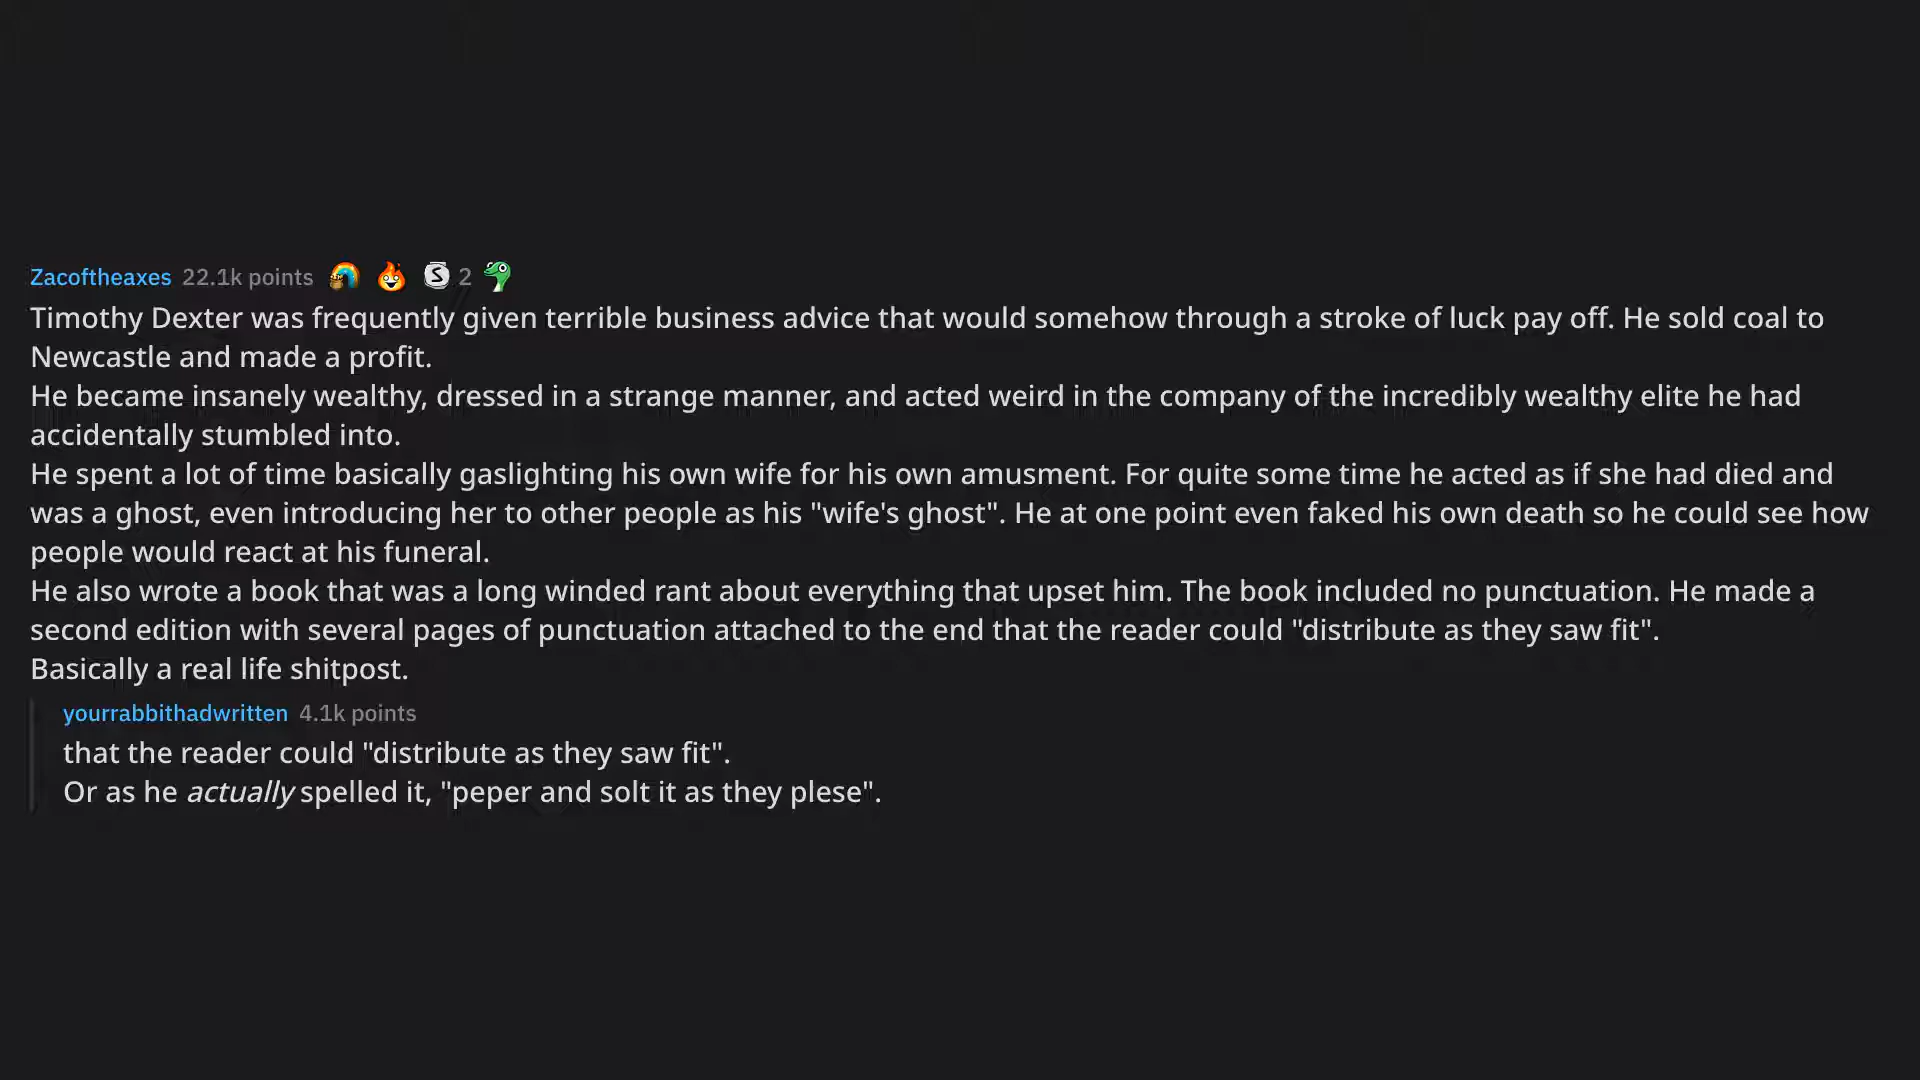 Zacoftheaxes 22.1k points 2
Timothy Dexter was frequently given terrible business advice that would somehow through a stroke of luck pay off. He sold coal to
Newcastle and made a profit.
He became insanely wealthy, dressed in a strange manner, and acted weird in the company of the incredibly wealthy elite he had
accidentally stumbled into.
He spent a lot of time basically gaslighting his own wife for his own amusment. For quite some time he acted as if she had died and
was a ghost, even introducing her to other people as his "wife's ghost". He at one point even faked his own death so he could see how
people would react at his funeral.
He also wrote a book that was a long winded rant about everything that upset him. The book included no punctuation. He made a
second edition with several pages of punctuation attached to the end that the reader could "distribute as they saw fit".
Basically a real life shitpost.
yourrabbithadwritten 4.1k points
that the reader could "distribute as they saw fit".
Or as he actually spelled it, "peper and solt it as they plese".